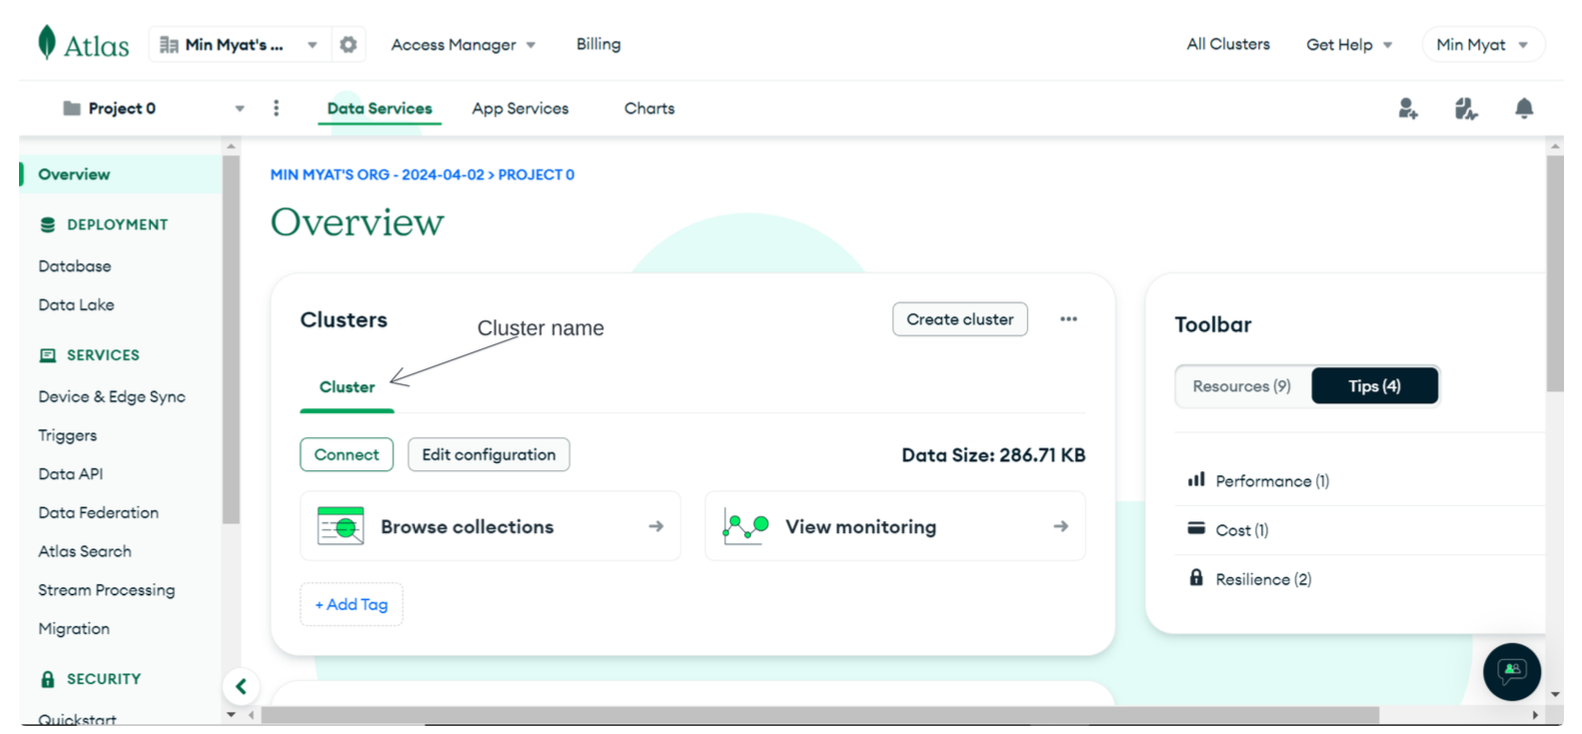 Atlas
Min Myat's ...
Access Manager
Billing
All Clusters
Get Help
Min Myat
Project 0
Data Services
App Services
Charts
Overview
DEPLOYMENT
Database
Data Lake
SERVICES
Device & Edge Sync
Triggers
Data API
Data Federation
Atlas Search
Stream Processing
Migration
SECURITY
Quickstart
MIN MYAT'S ORG - 2024-04-02 > PROJECT 0
Overview
Clusters
Cluster name
Create cluster
Cluster
Connect
Edit configuration
Data Size: 286.71 KB
Browse collections
View monitoring
+ Add Tag
Toolbar
Resources (9)
Tips (4)
Performance (1)
Cost (1)
Resilience (2)